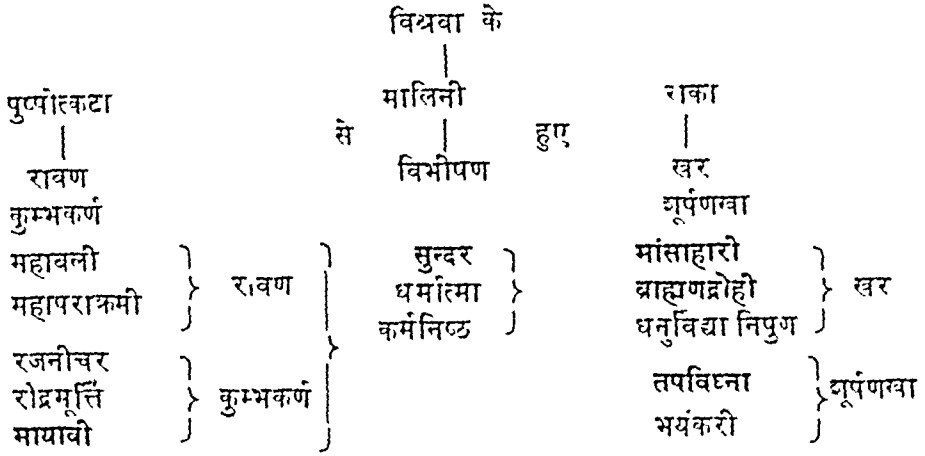 विश्रवा के
पुष्पोत्कटा मालिनी राका
से हुए
रावण विभीषण खर
कुम्भकर्ण शूर्पणखा
महाबली सुन्दर मांसाहारी
रावण धर्मात्मा ब्राह्मणद्रोही खर
महापराक्रमी कर्मनिष्ठ धनुर्विद्या निपुण
रजनीचर
रौद्रमूर्त्ति कुम्भकर्ण तपविघ्ना शूर्पणखा
मायावी भयंकरी